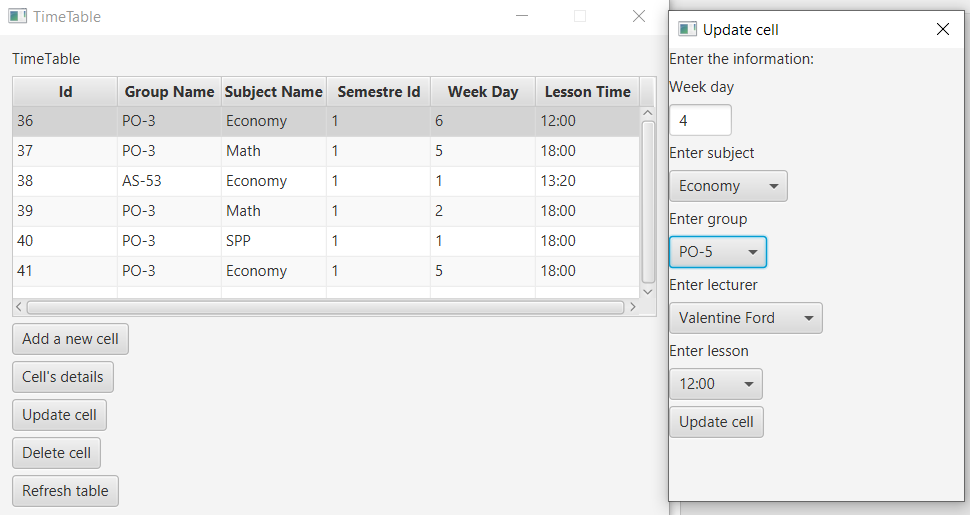 TimeTable
TimeTable
Id Group Name Subject Name Semestre Id Week Day Lesson Time
36 PO-3 Economy 1 6 12:00
37 PO-3 Math 1 5 18:00
38 AS-53 Economy 1 1 13:20
39 PO-3 Math 1 2 18:00
40 PO-3 SPP 1 1 18:00
41 PO-3 Economy 1 5 18:00
Add a new cell
Cell's details
Update cell
Delete cell
Refresh table
Update cell
Enter the information:
Week day
4
Enter subject
Economy
Enter group
PO-5
Enter lecturer
Valentine Ford
Enter lesson
12:00
Update cell